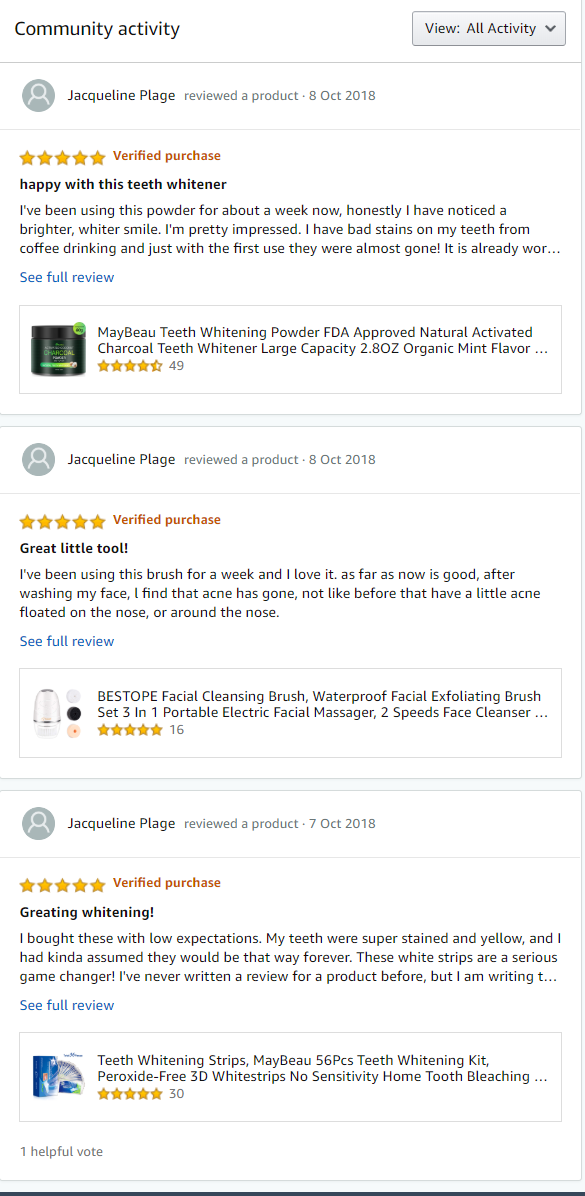 Community activity
View: All Activity
Jacqueline Plage reviewed a product · 8 Oct 2018
Verified purchase
happy with this teeth whitener
I've been using this powder for about a week now, honestly I have noticed a
brighter, whiter smile. I'm pretty impressed. I have bad stains on my teeth from
coffee drinking and just with the first use they were almost gone! It is already wor...
See full review
CHARCOAL
MayBeau Teeth Whitening Powder FDA Approved Natural Activated
Charcoal Teeth Whitener Large Capacity 2.8OZ Organic Mint Flavor ...
49
Jacqueline Plage reviewed a product · 8 Oct 2018
Verified purchase
Great little tool!
I've been using this brush for a week and I love it. as far as now is good, after
washing my face, l find that acne has gone, not like before that have a little acne
floated on the nose, or around the nose.
See full review
BESTOPE Facial Cleansing Brush, Waterproof Facial Exfoliating Brush
Set 3 In 1 Portable Electric Facial Massager, 2 Speeds Face Cleanser ...
16
Jacqueline Plage reviewed a product · 7 Oct 2018
Verified purchase
Greating whitening!
I bought these with low expectations. My teeth were super stained and yellow, and I
had kinda assumed they would be that way forever. These white strips are a serious
game changer! I've never written a review for a product before, but I am writing t...
See full review
Teeth Whitening Strips, MayBeau 56Pcs Teeth Whitening Kit,
Peroxide-Free 3D Whitestrips No Sensitivity Home Tooth Bleaching ...
30
1 helpful vote